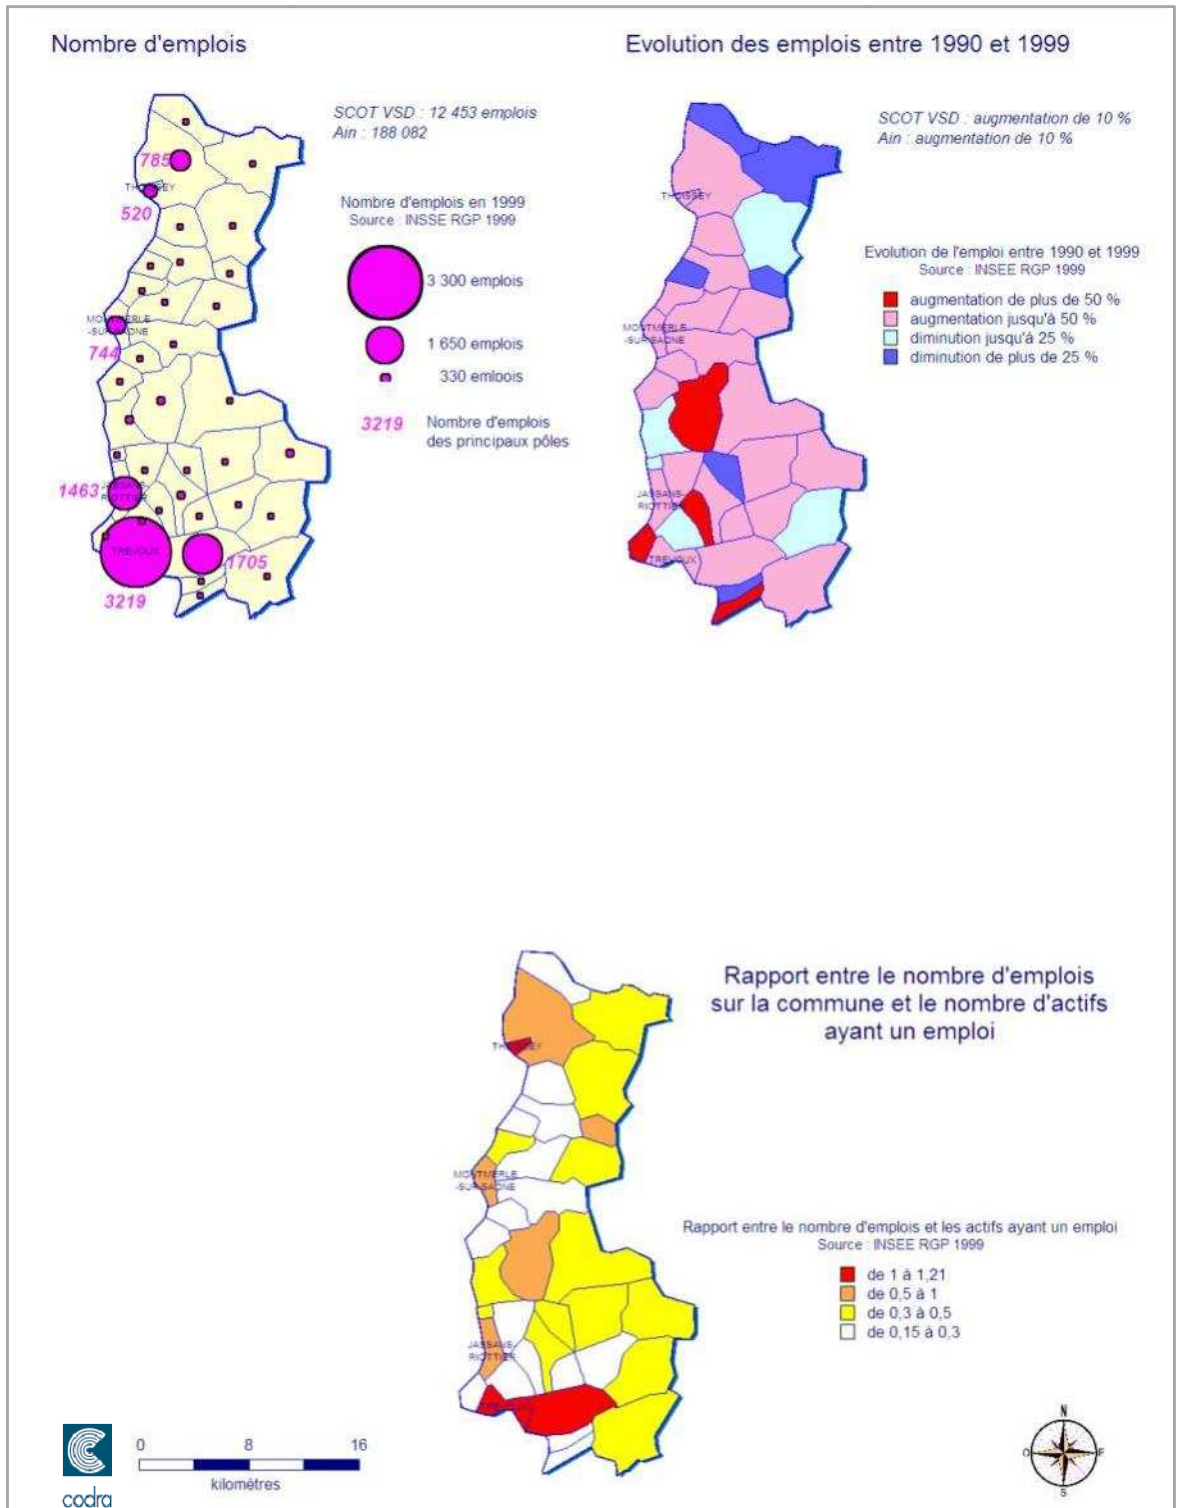 Nombre d'emplois
SCOT VSD : 12 453 emplois
Ain : 188 082
785
THOISSEY
520
Nombre d'emplois en 1999
Source : INSSE RGP 1999
3 300 emplois
1 650 emplois
330 emloois
3219 Nombre d'emplois
des principaux pôles
MONTMERLE
-SUR-SAONE
744
1463
JASSANS-
RIOTTIER
TREVOUX
1705
3219
Evolution des emplois entre 1990 et 1999
SCOT VSD : augmentation de 10 %
Ain : augmentation de 10 %
THOISSEY
Evolution de l'emploi entre 1990 et 1999
Source : INSEE RGP 1999
augmentation de plus de 50 %
augmentation jusqu'à 50 %
diminution jusqu'à 25 %
diminution de plus de 25 %
MONTMERLE
-SUR-SAONE
JASSANS-
RIOTTIER
TREVOUX
Rapport entre le nombre d'emplois
sur la commune et le nombre d'actifs
ayant un emploi
THOISSEY
MONTMERLE
-SUR-SAONE
Rapport entre le nombre d'emplois et les actifs ayant un emploi
Source : INSEE RGP 1999
de 1 à 1,21
de 0,5 à 1
de 0,3 à 0,5
de 0,15 à 0,3
JASSANS-
RIOTTIER
TREVOUX
0 8 16
kilomètres
codra
N
O E
S